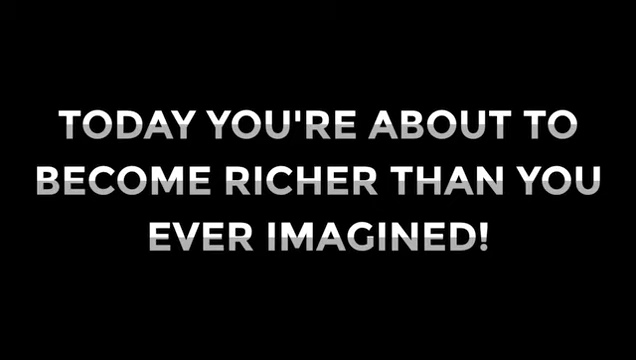 TODAY YOU'RE ABOUT TO
BECOME RICHER THAN YOU
EVER IMAGINED!